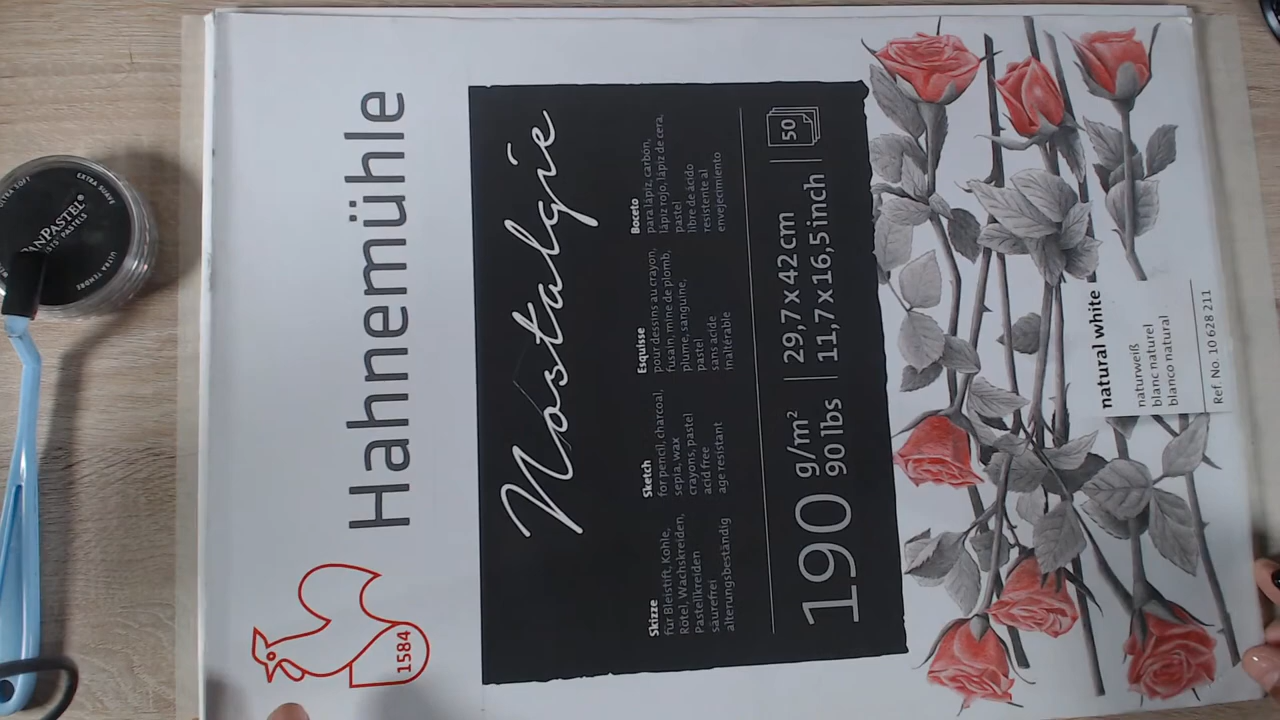 Hahnemühle
1584
Nostalgie
Skizze
für Bleistift, Kohle,
Rötel, Wachskreiden,
Pastellkreiden
säurefrei
alterungsbeständig
Sketch
for pencil, charcoal,
sepia, wax
crayons, pastel
acid free
age resistant
Esquisse
pour dessins au crayon,
fusain, mine de plomb,
plume, sanguine,
pastel
sans acide
inaltérable
Boceto
para lápiz, carbón,
lápiz rojo, lápiz de cera,
pastel
libre de ácido
resistente al
envejecimiento
190 g/m² | 29,7 x 42 cm
90 lbs | 11,7 x 16,5 inch | 50
natural white
naturweiß
blanc naturel
blanco natural
Ref. No. 10 628 211
EXTRA SUAVE
PANPASTEL®
ULTRA TENDRE